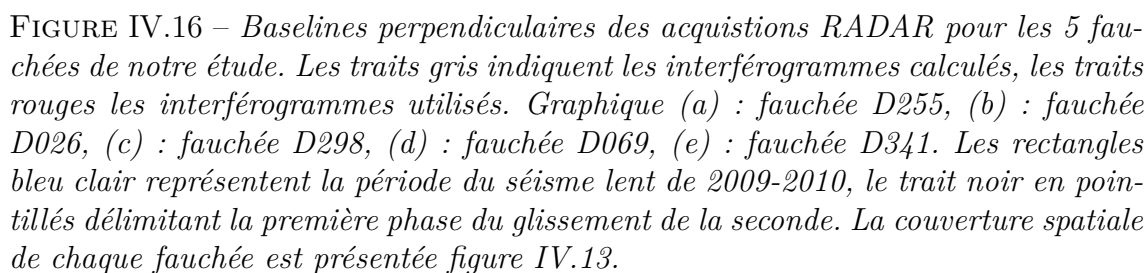 FIGURE IV.16 – Baselines perpendiculaires des acquistions RADAR pour les 5 fau-
chées de notre étude. Les traits gris indiquent les interférogrammes calculés, les traits
rouges les interférogrammes utilisés. Graphique (a) : fauchée D255, (b) : fauchée
D026, (c) : fauchée D298, (d) : fauchée D069, (e) : fauchée D341. Les rectangles
bleu clair représentent la période du séisme lent de 2009-2010, le trait noir en poin-
tillés délimitant la première phase du glissement de la seconde. La couverture spatiale
de chaque fauchée est présentée figure IV.13.